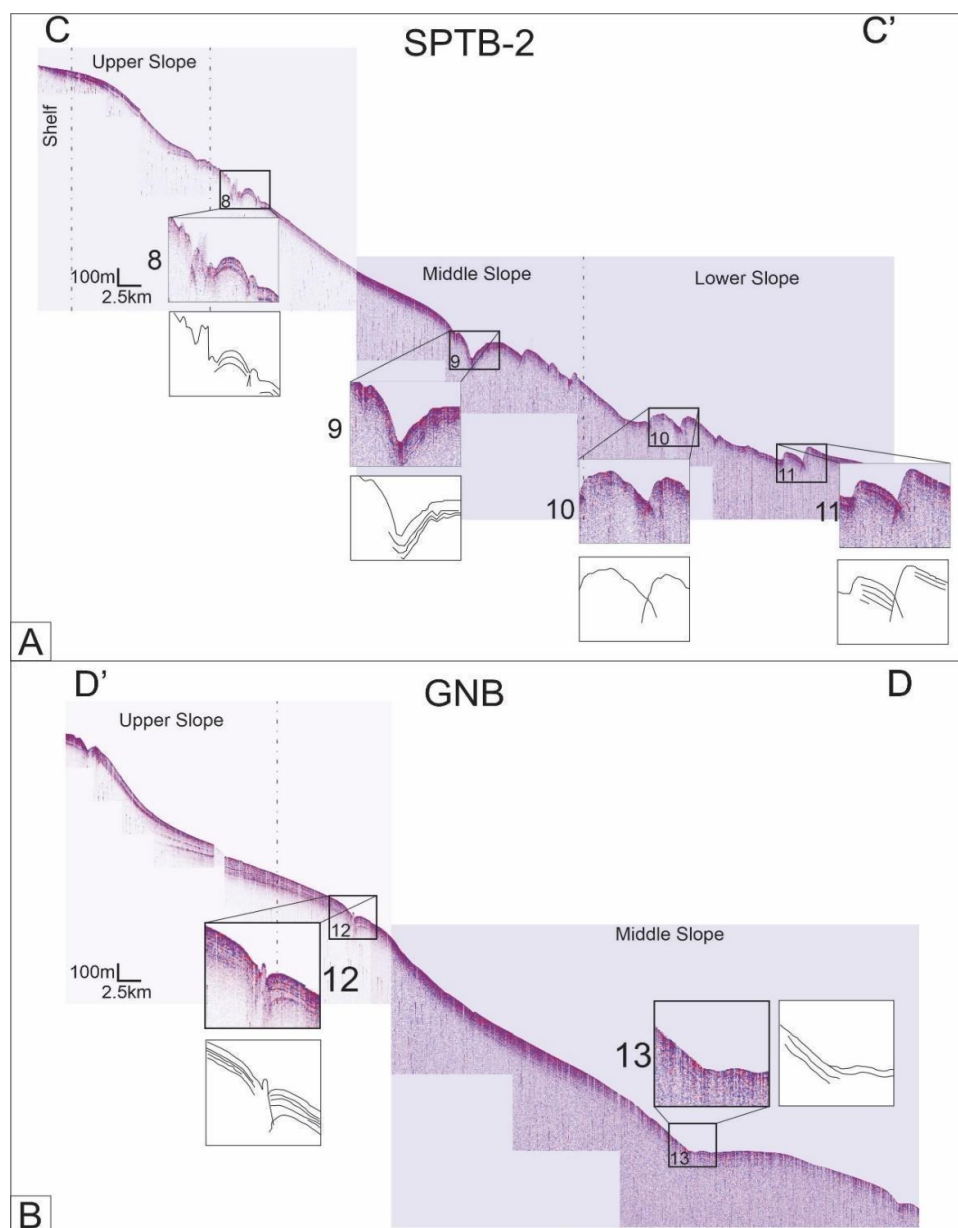 C
SPTB-2
C’
Upper Slope
Shelf
8
8
100m
2.5km
Middle Slope
Lower Slope
9
9
10
10
11
11
A
D’
GNB
D
Upper Slope
12
12
100m
2.5km
Middle Slope
13
13
B